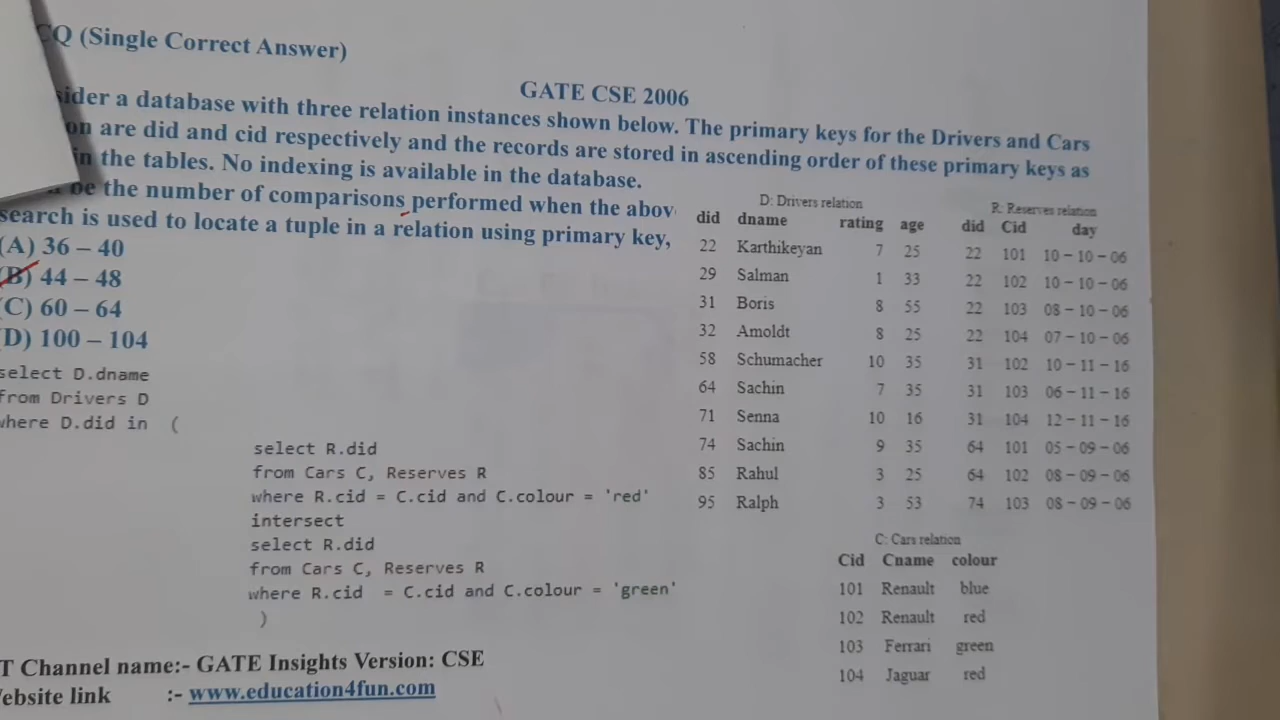 CQ (Single Correct Answer)
GATE CSE 2006
sider a database with three relation instances shown below. The primary keys for the Drivers and Cars
on are did and cid respectively and the records are stored in ascending order of these primary keys as
in the tables. No indexing is available in the database.
be the number of comparisons performed when the abov
search is used to locate a tuple in a relation using primary key,
(A) 36 – 40
(B) 44 – 48
(C) 60 – 64
(D) 100 – 104
select D.dname
from Drivers D
where D.did in (
select R.did
from Cars C, Reserves R
where R.cid = C.cid and C.colour = 'red'
intersect
select R.did
from Cars C, Reserves R
where R.cid = C.cid and C.colour = 'green'
)
T Channel name:- GATE Insights Version: CSE
ebsite link :- www.education4fun.com
D: Drivers relation
did dname rating age
22 Karthikeyan 7 25
29 Salman 1 33
31 Boris 8 55
32 Amoldt 8 25
58 Schumacher 10 35
64 Sachin 7 35
71 Senna 10 16
74 Sachin 9 35
85 Rahul 3 25
95 Ralph 3 53
R: Reserves relation
did Cid day
22 101 10 – 10 – 06
22 102 10 – 10 – 06
22 103 08 – 10 – 06
22 104 07 – 10 – 06
31 102 10 – 11 – 16
31 103 06 – 11 – 16
31 104 12 – 11 – 16
64 101 05 – 09 – 06
64 102 08 – 09 – 06
74 103 08 – 09 – 06
C: Cars relation
Cid Cname colour
101 Renault blue
102 Renault red
103 Ferrari green
104 Jaguar red